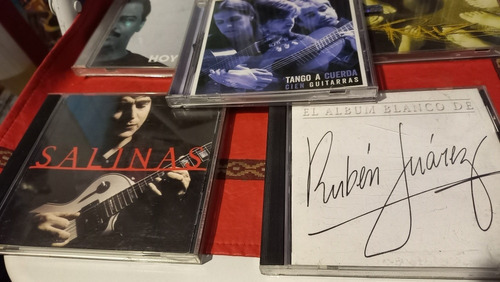 HOY
TANGO A CUERDA
CIEN GUITARRAS
SALINAS
EL ALBUM BLANCO DE
Rubén Juárez